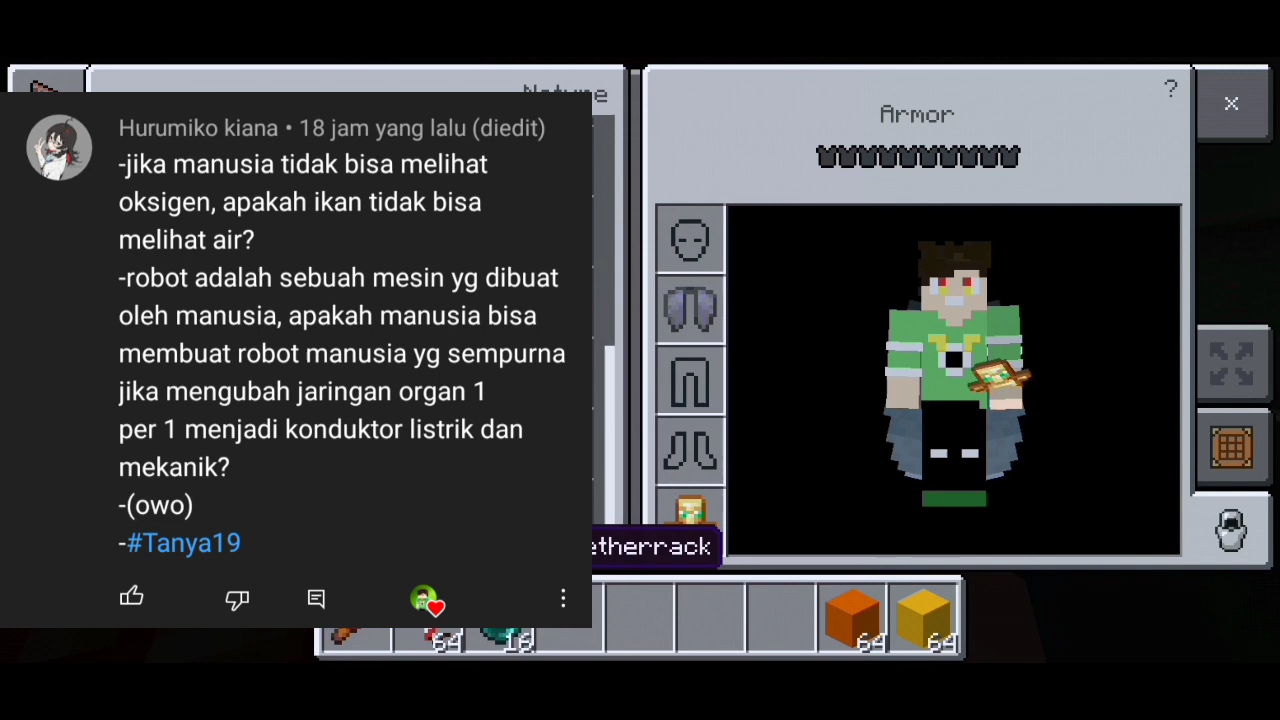 Hurumiko kiana • 18 jam yang lalu (diedit)
-jika manusia tidak bisa melihat
oksigen, apakah ikan tidak bisa
melihat air?
-robot adalah sebuah mesin yg dibuat
oleh manusia, apakah manusia bisa
membuat robot manusia yg sempurna
jika mengubah jaringan organ 1
per 1 menjadi konduktor listrik dan
mekanik?
-(owo)
-#Tanya19
Nature
Armor
?
etherrack
64
16
64
64